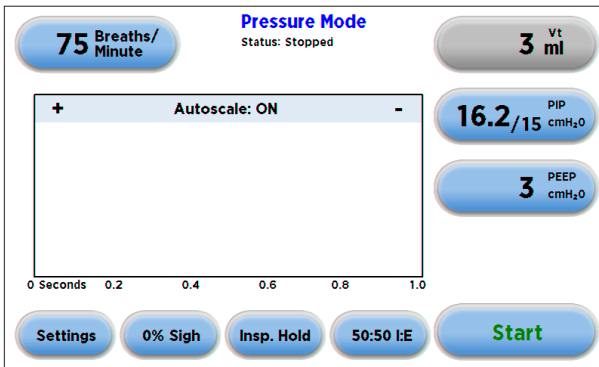 Pressure Mode
Status: Stopped
75 Breaths/
Minute
3 Vt
ml
+ Autoscale: ON -
16.2/15 PIP
cmH₂0
3 PEEP
cmH₂0
0 Seconds 0.2 0.4 0.6 0.8 1.0
Settings 0% Sigh Insp. Hold 50:50 I:E Start